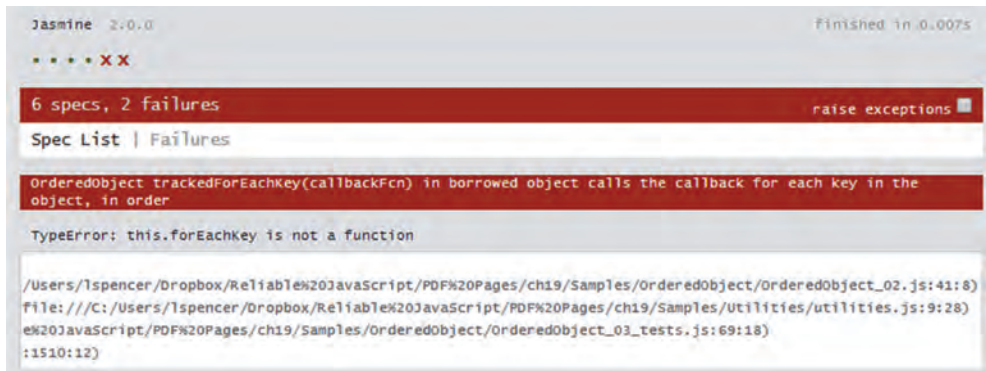 Jasmine 2.0.0
finished in 0.007s
• • • • x x
6 specs, 2 failures
raise exceptions
Spec List | Failures
OrderedObject trackedForEachKey(callbackFcn) in borrowed object calls the callback for each key in the
object, in order
TypeError: this.forEachKey is not a function
/Users/lspencer/Dropbox/Reliable%20JavaScript/PDF%20Pages/ch19/Samples/OrderedObject/OrderedObject_02.js:41:8)
file:///C:/Users/lspencer/Dropbox/Reliable%20JavaScript/PDF%20Pages/ch19/Samples/Utilities/utilities.js:9:28)
e%20JavaScript/PDF%20Pages/ch19/Samples/OrderedObject/OrderedObject_03_tests.js:69:18)
:1510:12)